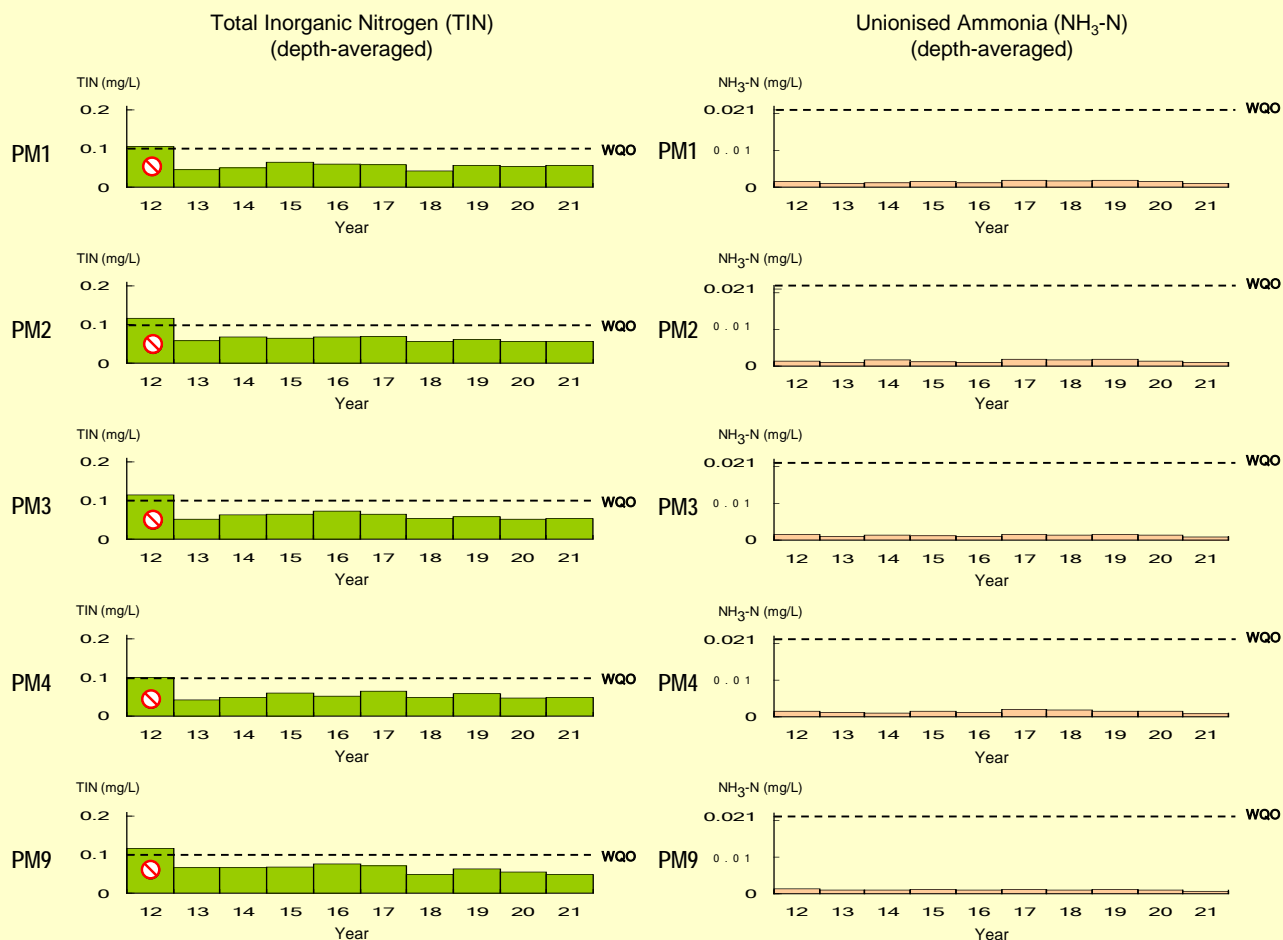 Total Inorganic Nitrogen (TIN)
(depth-averaged)
Unionised Ammonia (NH3-N)
(depth-averaged)
PM1
TIN (mg/L)
0.2
0.1
0
WQO
12 13 14 15 16 17 18 19 20 21
Year
PM1
NH3-N (mg/L)
0.021
0.01
0
WQO
12 13 14 15 16 17 18 19 20 21
Year
PM2
TIN (mg/L)
0.2
0.1
0
WQO
12 13 14 15 16 17 18 19 20 21
Year
PM2
NH3-N (mg/L)
0.021
0.01
0
WQO
12 13 14 15 16 17 18 19 20 21
Year
PM3
TIN (mg/L)
0.2
0.1
0
WQO
12 13 14 15 16 17 18 19 20 21
Year
PM3
NH3-N (mg/L)
0.021
0.01
0
WQO
12 13 14 15 16 17 18 19 20 21
Year
PM4
TIN (mg/L)
0.2
0.1
0
WQO
12 13 14 15 16 17 18 19 20 21
Year
PM4
NH3-N (mg/L)
0.021
0.01
0
WQO
12 13 14 15 16 17 18 19 20 21
Year
PM9
TIN (mg/L)
0.2
0.1
0
WQO
12 13 14 15 16 17 18 19 20 21
Year
PM9
NH3-N (mg/L)
0.021
0.01
0
WQO
12 13 14 15 16 17 18 19 20 21
Year